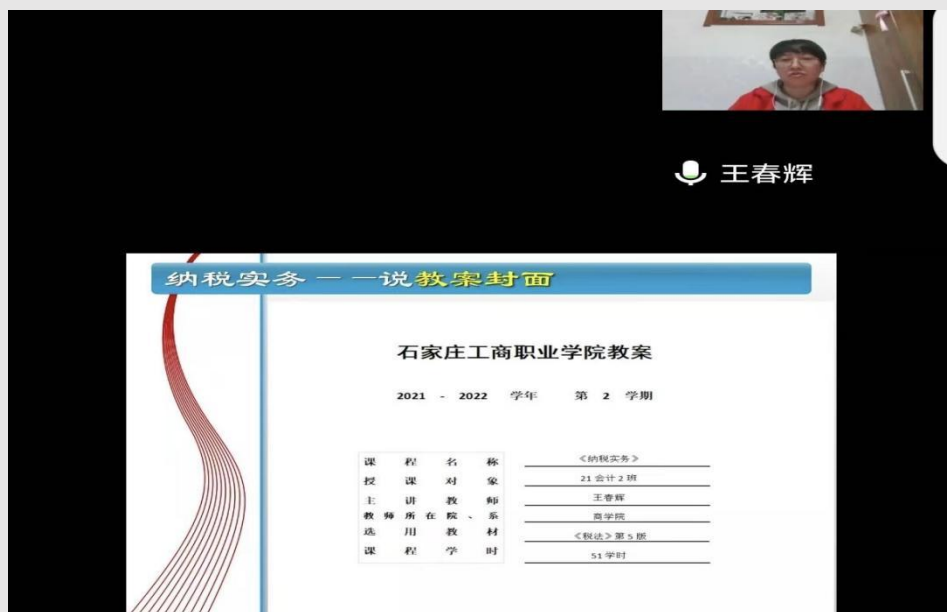 王春辉
纳税实务－－说教案封面
石家庄工商职业学院教案
2021 - 2022 学年 第 2 学期
课程名称 《纳税实务》
授课对象 21会计2班
主讲教师 王春辉
教师所在院、系 商学院
选用教材 《税法》第5版
课程学时 51学时